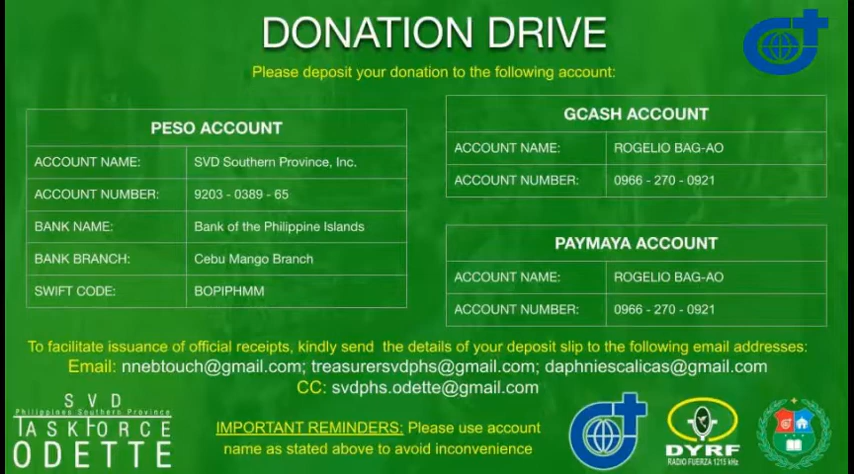 DONATION DRIVE
Please deposit your donation to the following account:
PESO ACCOUNT
ACCOUNT NAME: SVD Southern Province, Inc.
ACCOUNT NUMBER: 9203 - 0389 - 65
BANK NAME: Bank of the Philippine Islands
BANK BRANCH: Cebu Mango Branch
SWIFT CODE: BOPIPHMM
GCASH ACCOUNT
ACCOUNT NAME: ROGELIO BAG-AO
ACCOUNT NUMBER: 0966 - 270 - 0921
PAYMAYA ACCOUNT
ACCOUNT NAME: ROGELIO BAG-AO
ACCOUNT NUMBER: 0966 - 270 - 0921
To facilitate issuance of official receipts, kindly send the details of your deposit slip to the following email addresses:
Email: nnebtouch@gmail.com; treasurersvdphs@gmail.com; daphniescalicas@gmail.com
CC: svdphs.odette@gmail.com
SVD
Philippines Southern Province
TASKFORCE
ODETTE
IMPORTANT REMINDERS: Please use account
name as stated above to avoid inconvenience
DYRF
RADIO FUERZA 1215 kHz